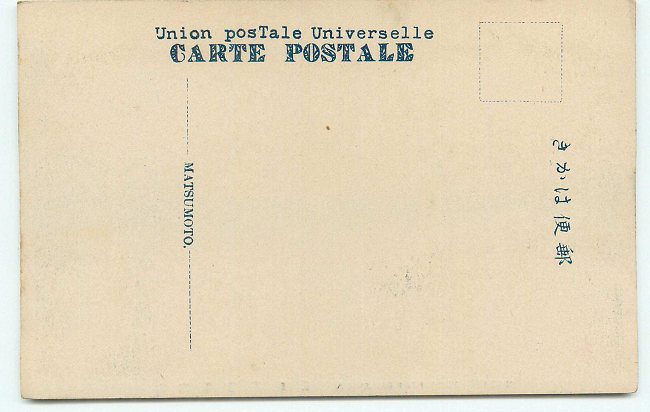 Union posTale Universelle
CARTE POSTALE
MATSUMOTO.
郵便はかき